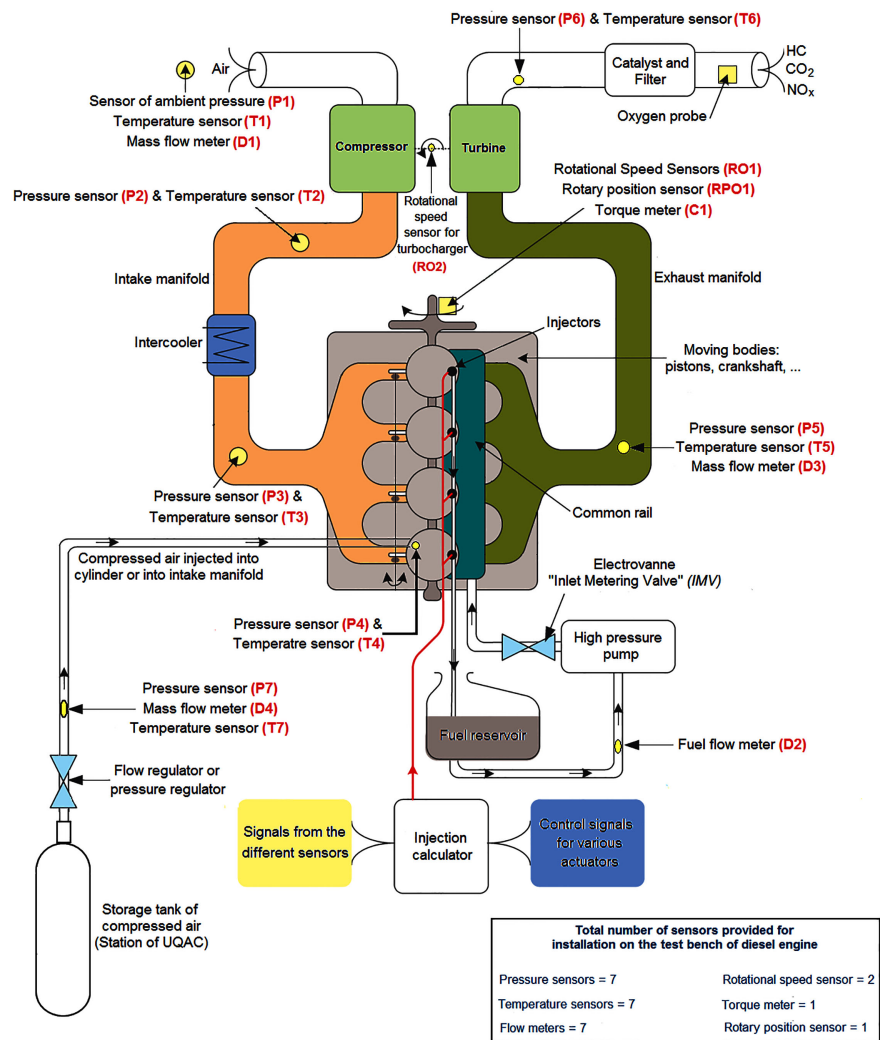 Pressure sensor (P6) & Temperature sensor (T6)
Air
Sensor of ambient pressure (P1)
Temperature sensor (T1)
Mass flow meter (D1)
Catalyst and
Filter
HC
CO2
NOx
Oxygen probe
Compressor
Turbine
Rotational
speed
sensor for
turbocharger
(RO2)
Rotational Speed Sensors (RO1)
Rotary position sensor (RPO1)
Torque meter (C1)
Pressure sensor (P2) & Temperature sensor (T2)
Intake manifold
Exhaust manifold
Intercooler
Injectors
Moving bodies:
pistons, crankshaft, ...
Pressure sensor (P5)
Temperature sensor (T5)
Mass flow meter (D3)
Pressure sensor (P3) &
Temperature sensor (T3)
Common rail
Compressed air injected into
cylinder or into intake manifold
Electrovanne
"Inlet Metering Valve" (IMV)
Pressure sensor (P4) &
Temperatre sensor (T4)
High pressure
pump
Pressure sensor (P7)
Mass flow meter (D4)
Temperature sensor (T7)
Fuel reservoir
Fuel flow meter (D2)
Flow regulator or
pressure regulator
Signals from the
different sensors
Injection
calculator
Control signals
for various
actuators
Storage tank of
compressed air
(Station of UQAC)
Total number of sensors provided for
installation on the test bench of diesel engine
Pressure sensors = 7
Rotational speed sensor = 2
Temperature sensors = 7
Torque meter = 1
Flow meters = 7
Rotary position sensor = 1